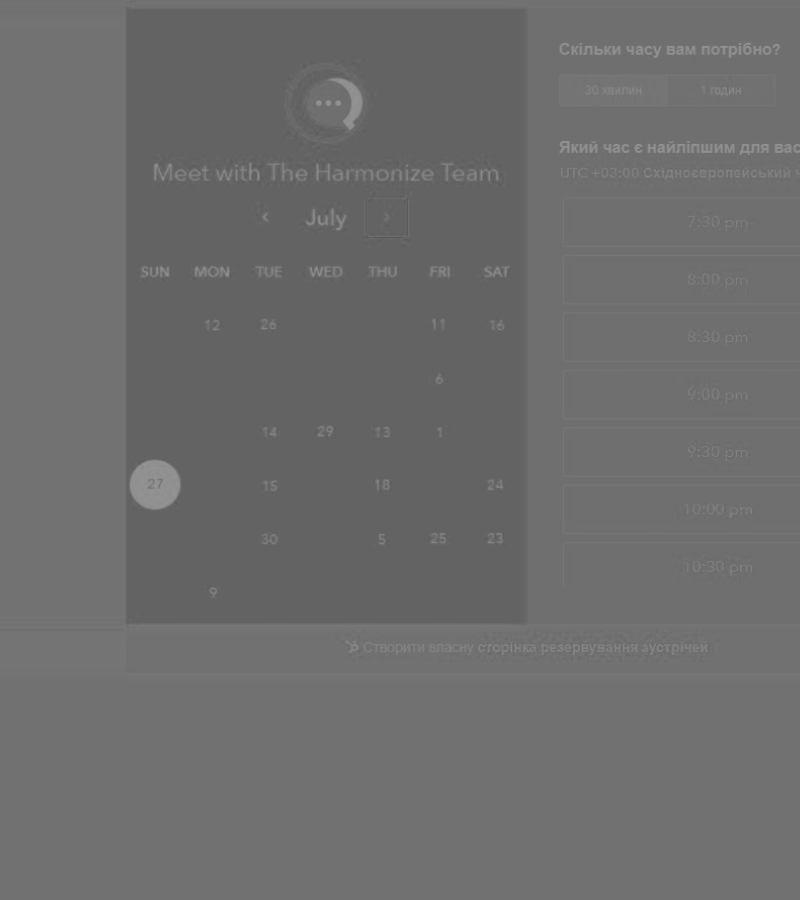 Скільки часу вам потрібно?
30 хвилин 1 годин
Який час є найліпшим для вас
UTC +03:00 Східноєвропейський ч
Meet with The Harmonize Team
July
SUN MON TUE WED THU FRI SAT
12 26 11 16
6
14 29 13 1
27 15 18 24
30 5 25 23
9
7:30 pm
8:00 pm
8:30 pm
9:00 pm
9:30 pm
10:00 pm
10:30 pm
Створити власну сторінка резервування зустрічей